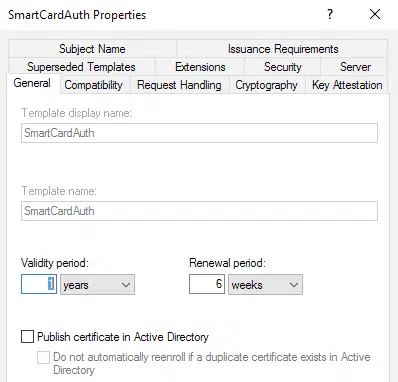 SmartCardAuth Properties ? ×
Subject Name Issuance Requirements
Superseded Templates Extensions Security Server
General Compatibility Request Handling Cryptography Key Attestation
Template display name:
SmartCardAuth
Template name:
SmartCardAuth
Validity period: Renewal period:
1 years 6 weeks
Publish certificate in Active Directory
Do not automatically reenroll if a duplicate certificate exists in Active
Directory